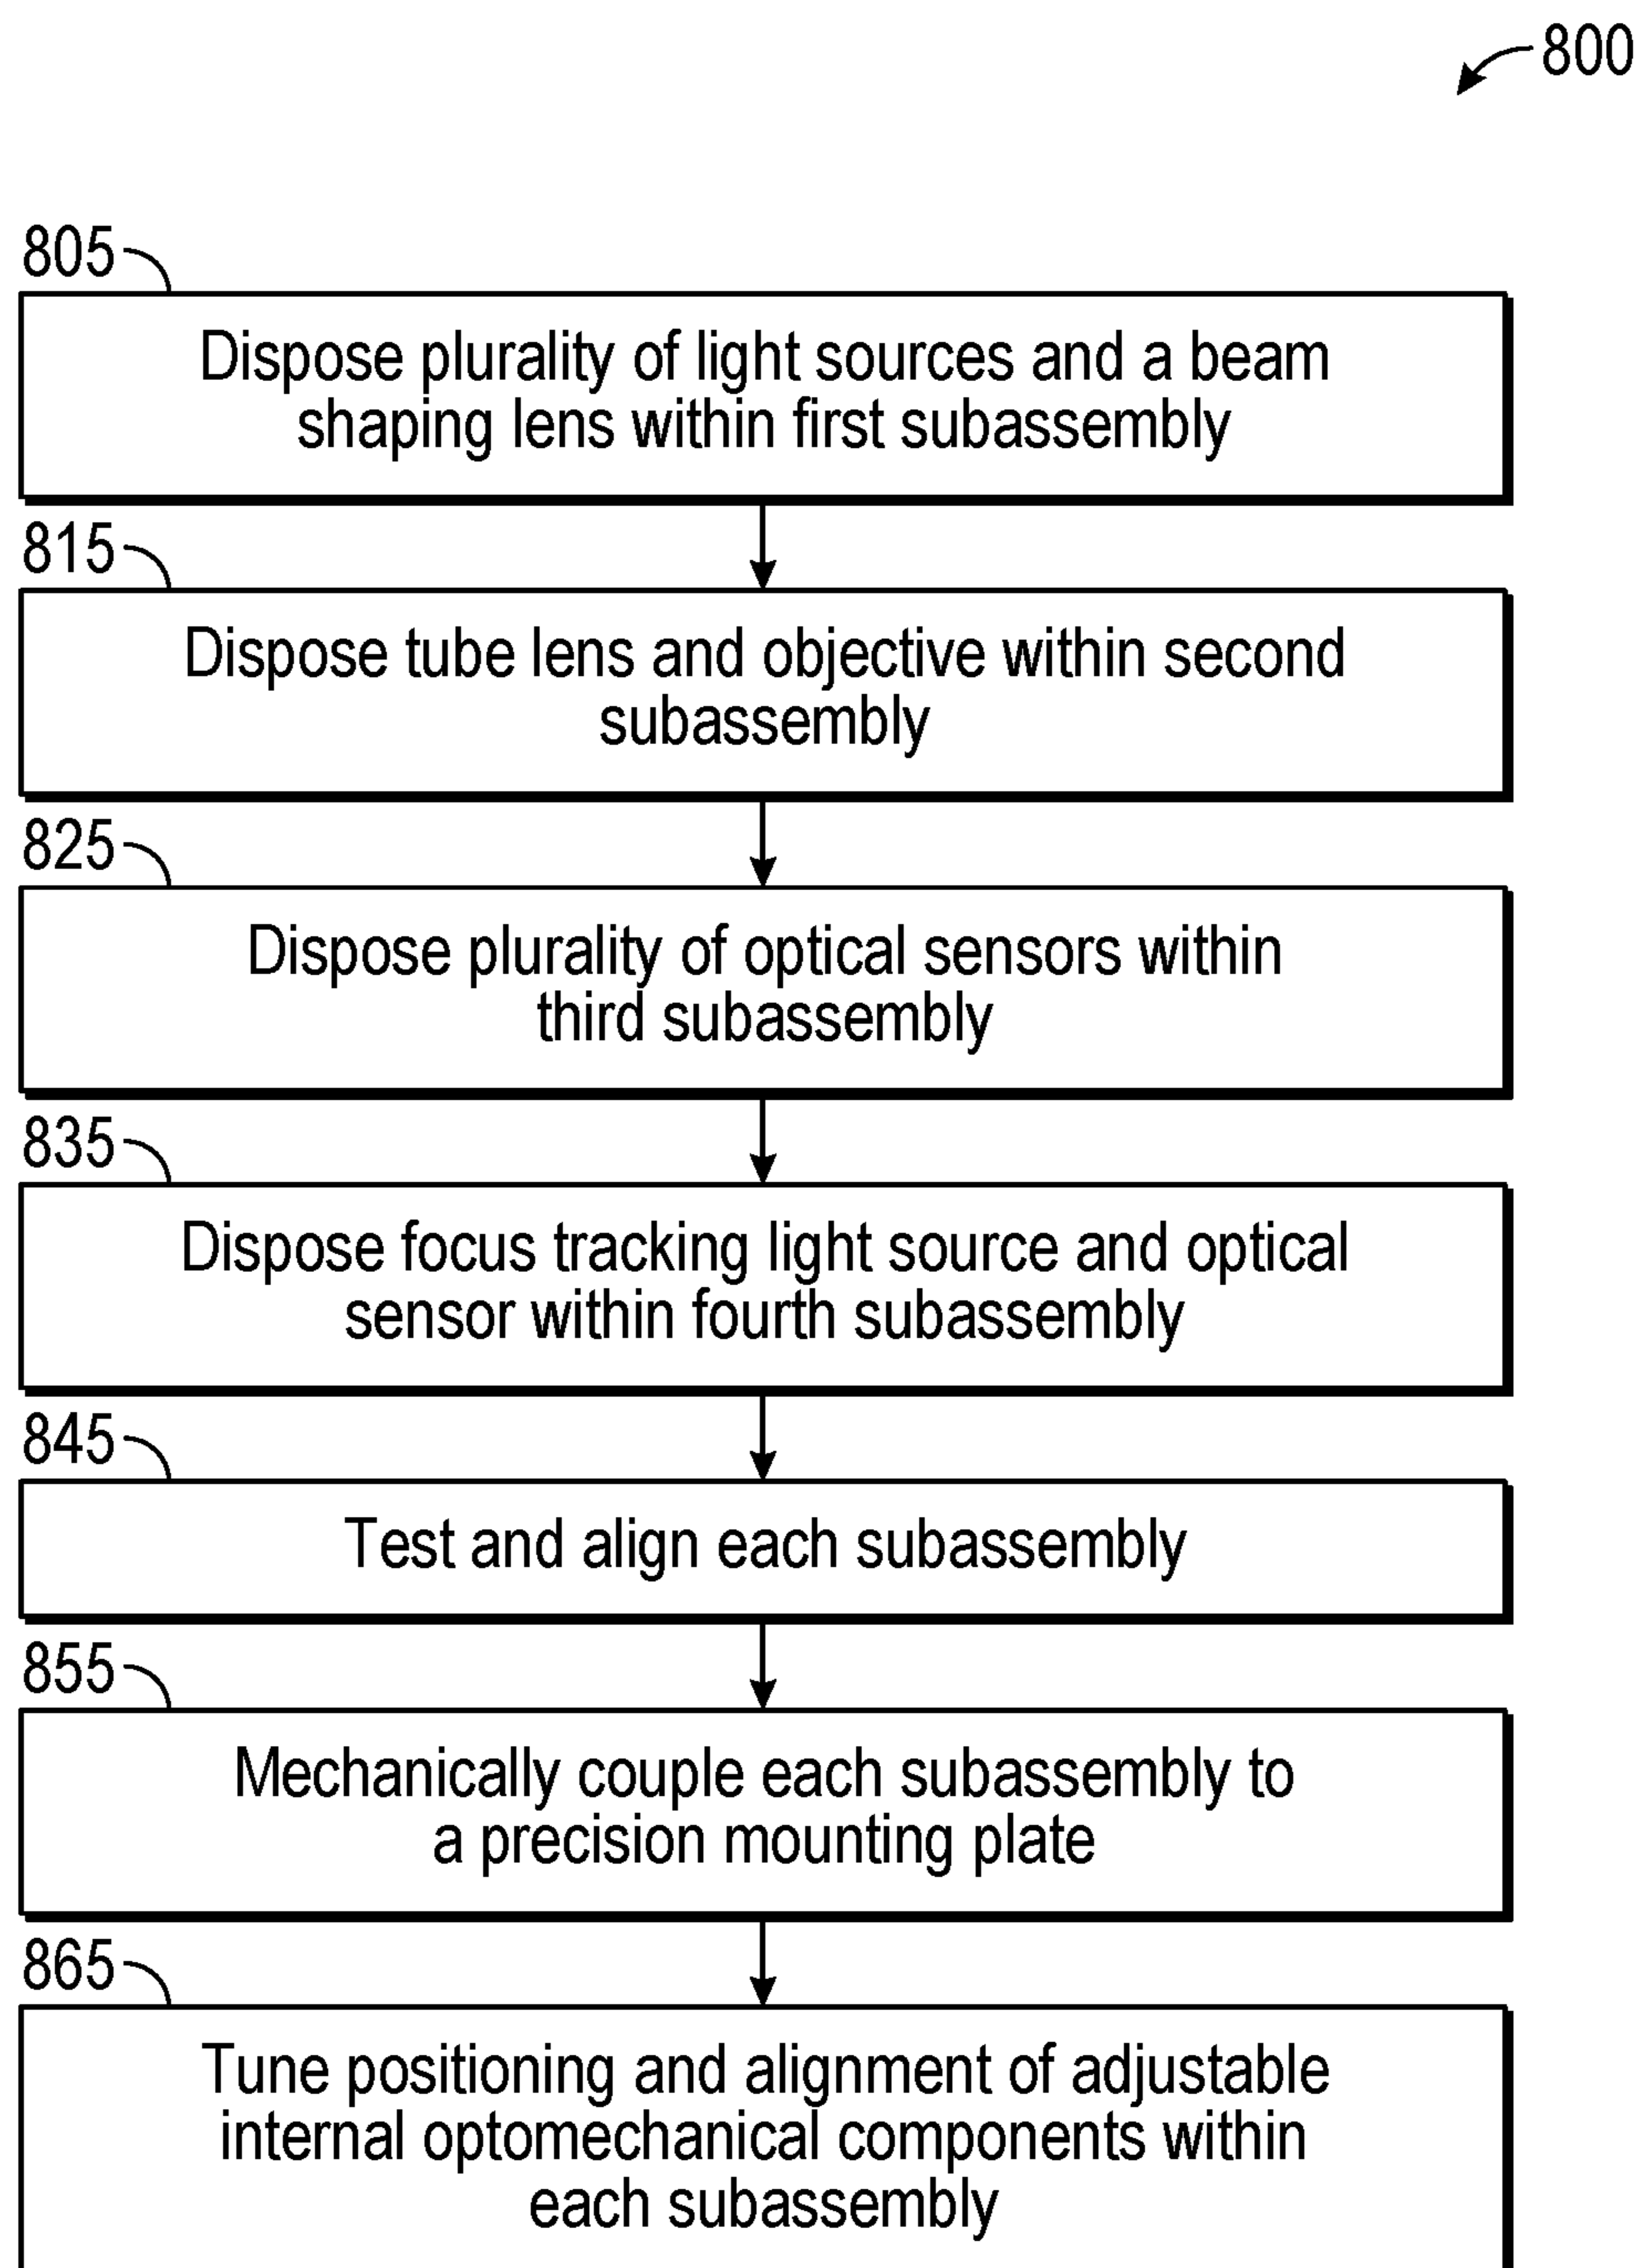 800
805
Dispose plurality of light sources and a beam
shaping lens within first subassembly
815
Dispose tube lens and objective within second
subassembly
825
Dispose plurality of optical sensors within
third subassembly
835
Dispose focus tracking light source and optical
sensor within fourth subassembly
845
Test and align each subassembly
855
Mechanically couple each subassembly to
a precision mounting plate
865
Tune positioning and alignment of adjustable
internal optomechanical components within
each subassembly